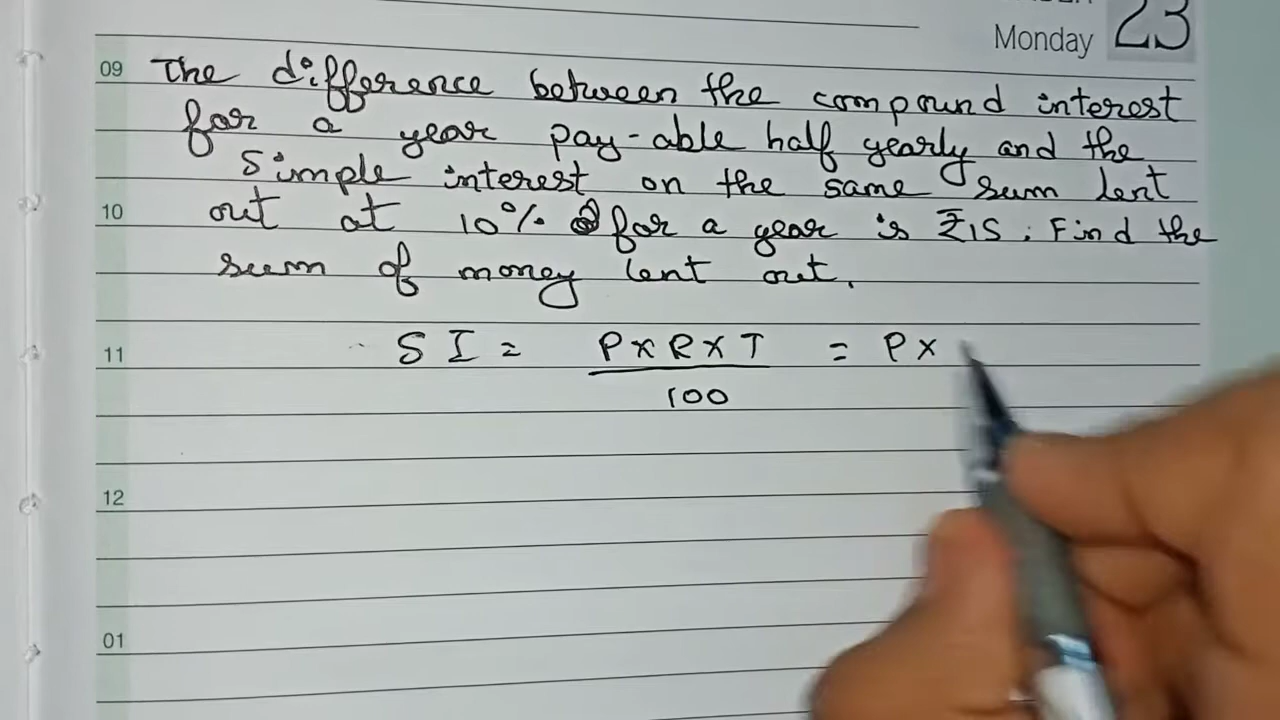 23
Monday
09 The difference between the compound interest
for a year pay-able half yearly and the
simple interest on the same sum lent
10 out at 10% for a year is ₹15. Find the
sum of money lent out.
11 SI = P×R×T = P×
100
12
01